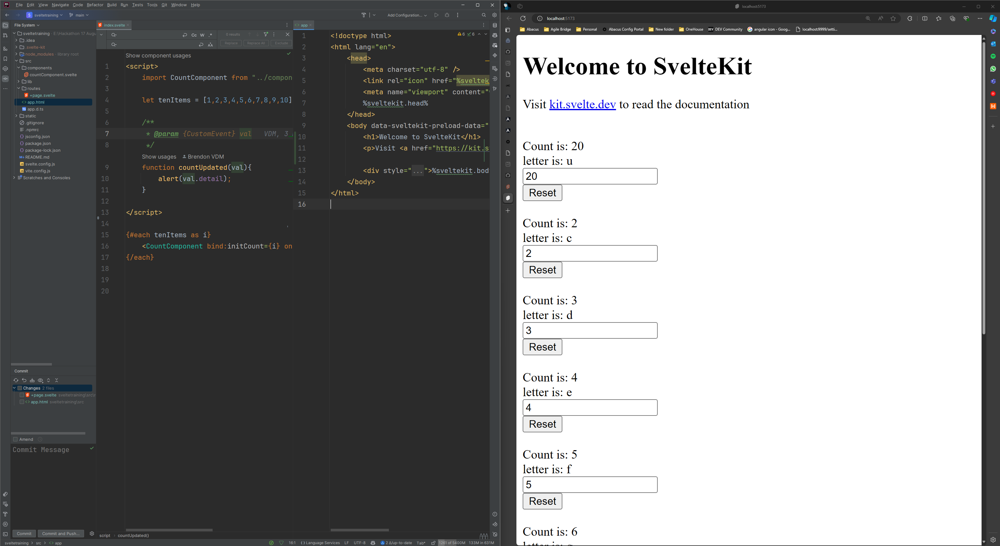 File Edit View Navigate Code Refactor Build Run Tests Tools Git Window Help
S sveltetraining main Add Configuration...
File System
sveltetraining E:\Hackathon 17 Augu
.idea
.svelte-kit
node_modules library root
src
components
countComponent.svelte
lib
routes
+page.svelte
app.html
app.d.ts
static
.gitignore
.npmrc
jsconfig.json
package.json
package-lock.json
README.md
svelte.config.js
vite.config.js
Scratches and Consoles
Commit
Changes 2 files
+page.svelte sveltetraining\src\r
app.html sveltetraining\src
Amend
Commit Message
Commit
Commit and Push...
index.svelte
Cc W .* 0 results
Replace Replace All Exclude
Show component usages
1 <script>
2 import CountComponent from "../compon
3
4 let tenItems = [1,2,3,4,5,6,7,8,9,10]
5
6 /**
7 * @param {CustomEvent} val VDM, 3
8 */
Show usages Brendon VDM
9 function countUpdated(val){
10 alert(val.detail);
11 }
12
13 </script>
14
15 {#each tenItems as i}
16 <CountComponent bind:initCount={i} on
17 {/each}
18
19
20
script › countUpdated()
app
6 6
1 <!doctype html>
2 <html lang="en">
3 <head>
4 <meta charset="utf-8" />
5 <link rel="icon" href="%sveltek
6 <meta name="viewport" content="
7 %sveltekit.head%
8 </head>
9 <body data-sveltekit-preload-data="
10 <h1>Welcome to SvelteKit</h1>
11 <p>Visit <a href="https://kit.s
12
13 <div style="...">%sveltekit.bod
14 </body>
15 </html>
16
sveltetraining > src > <> app
16:1 {} Language Services LF UTF-8 2 Δ/up-to-date Tab* 1261 of 5400M 133M in 631M
localhost:5173
localhost:5173
Abacus Agile Bridge Personal Abacus Config Portal New folder OneHouse DEV DEV Community angular icon - Goog... localhost:9999/setti...
Welcome to SvelteKit
Visit kit.svelte.dev to read the documentation
Count is: 20
letter is: u
20
Reset
Count is: 2
letter is: c
2
Reset
Count is: 3
letter is: d
3
Reset
Count is: 4
letter is: e
4
Reset
Count is: 5
letter is: f
5
Reset
Count is: 6